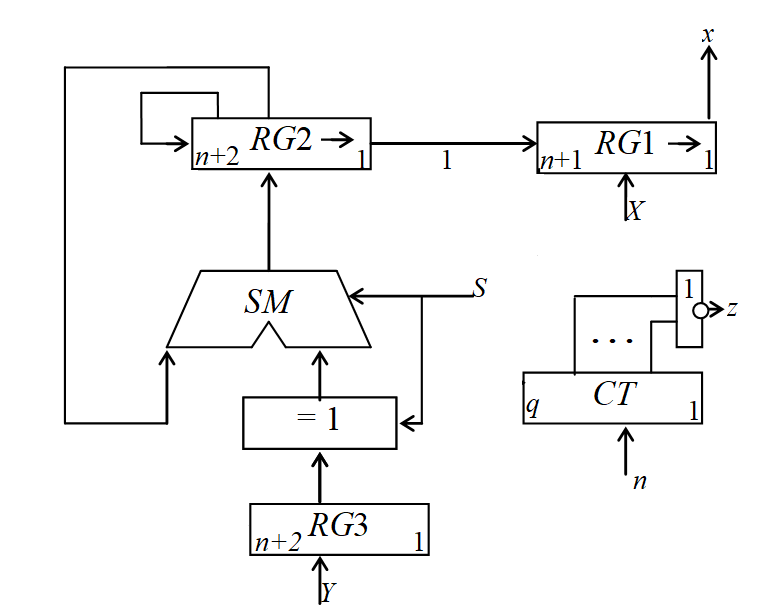 x
RG2
n+2
1
1
RG1
n+1
1
X
SM
S
1
z
...
CT
q
1
n
= 1
RG3
n+2
1
Y